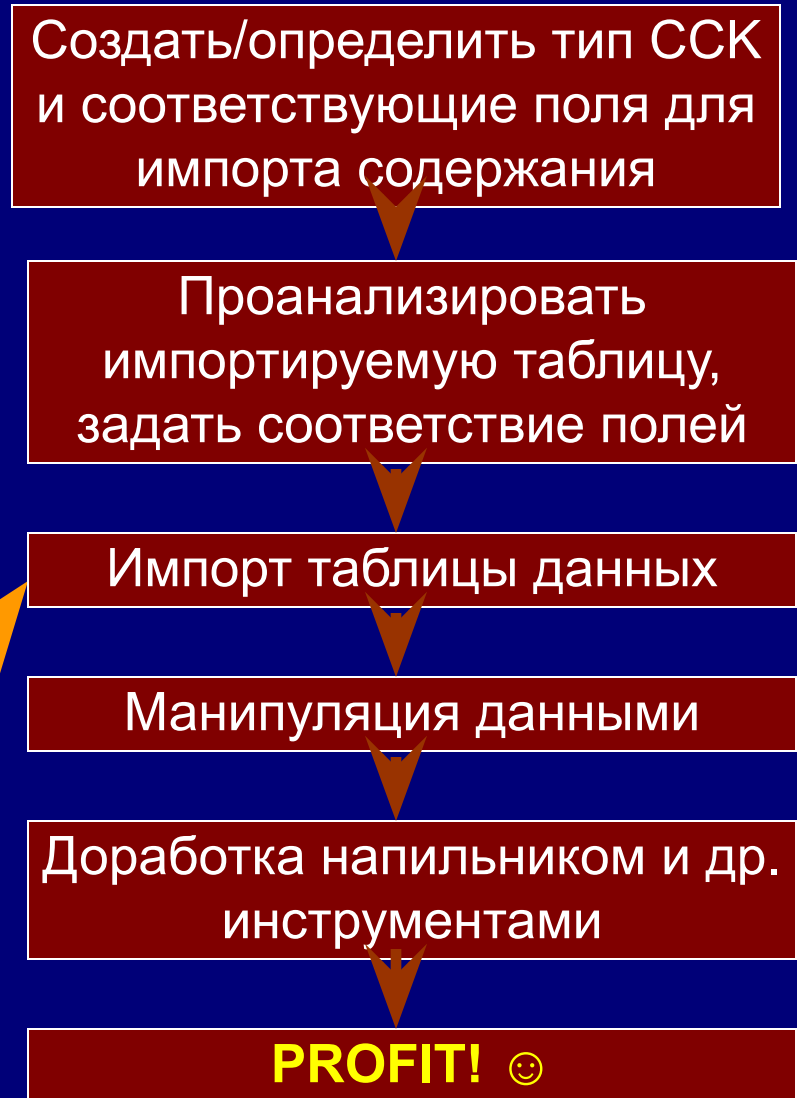 Создать/определить тип CCK
и соответствующие поля для
импорта содержания
Проанализировать
импортируемую таблицу,
задать соответствие полей
Импорт таблицы данных
Манипуляция данными
Доработка напильником и др.
инструментами
PROFIT! ☺